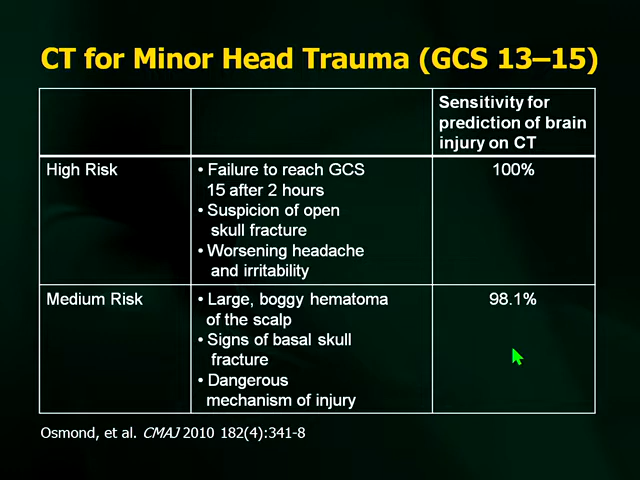 CT for Minor Head Trauma (GCS 13–15)
Sensitivity for
prediction of brain
injury on CT
High Risk
• Failure to reach GCS
15 after 2 hours
• Suspicion of open
skull fracture
• Worsening headache
and irritability
100%
Medium Risk
• Large, boggy hematoma
of the scalp
• Signs of basal skull
fracture
• Dangerous
mechanism of injury
98.1%
Osmond, et al. CMAJ 2010 182(4):341-8